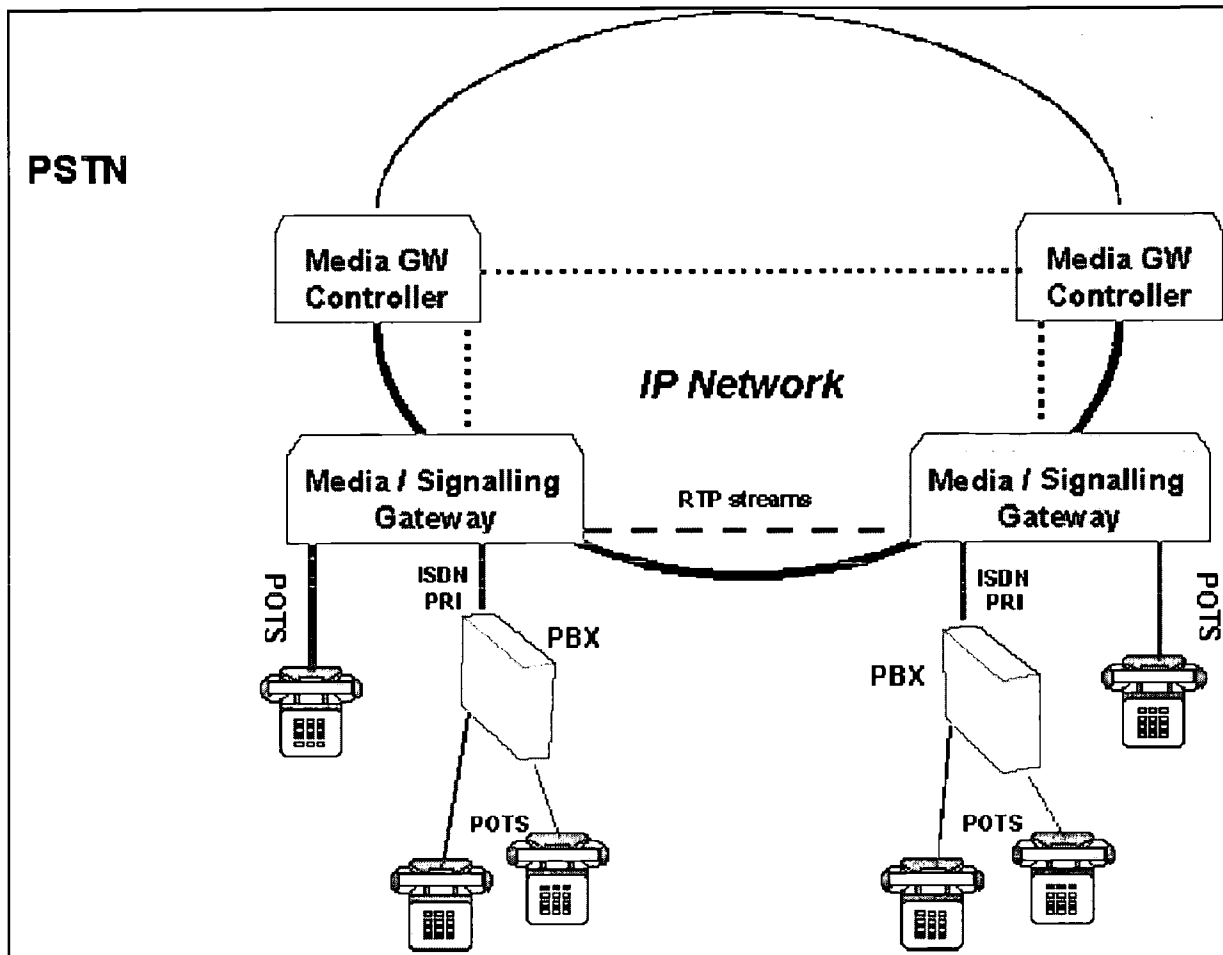 PSTN
Media GW
Controller
Media GW
Controller
IP Network
Media / Signalling
Gateway
RTP streams
Media / Signalling
Gateway
POTS
ISDN
PRI
PBX
ISDN
PRI
PBX
POTS
POTS
POTS